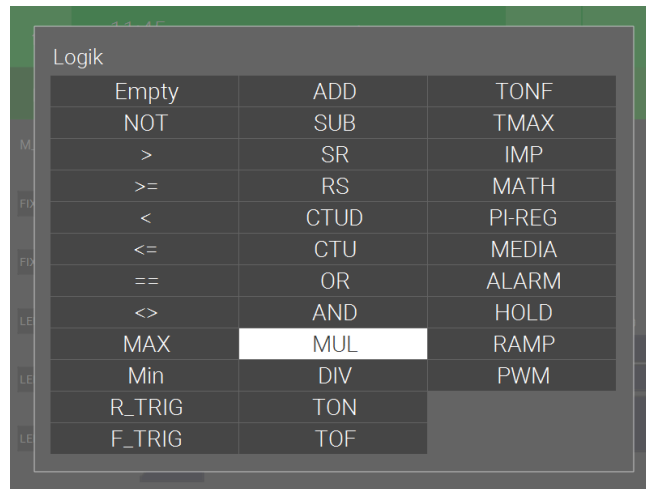 Logik
Empty ADD TONF
NOT SUB TMAX
> SR IMP
>= RS MATH
< CTUD PI-REG
<= CTU MEDIA
== OR ALARM
<> AND HOLD
MAX MUL RAMP
Min DIV PWM
R_TRIG TON
F_TRIG TOF